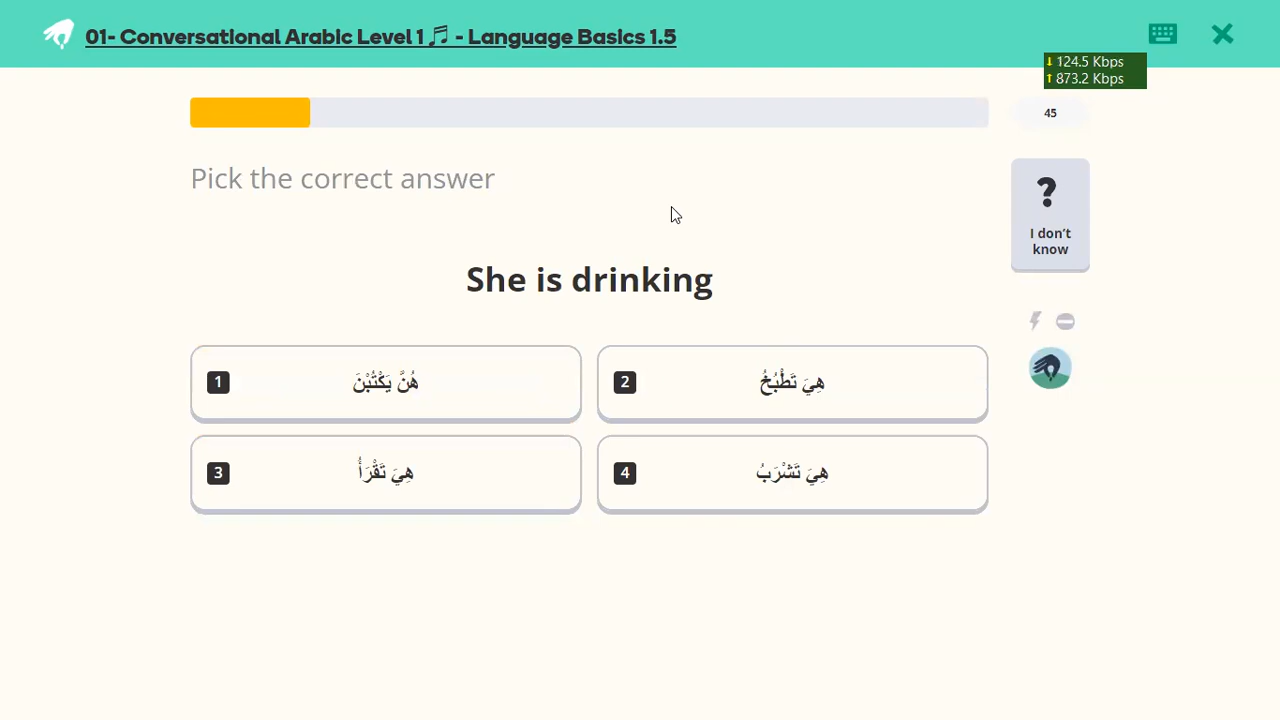 01- Conversational Arabic Level 1🎵 - Language Basics 1.5
↓ 124.5 Kbps
↑ 873.2 Kbps
45
Pick the correct answer
?
I don't
know
She is drinking
1 هُنَّ يَكْتُبْنَ
2 هِيَ تَطْبُخُ
3 هِيَ تَقْرَأُ
4 هِيَ تَشْرَبُ